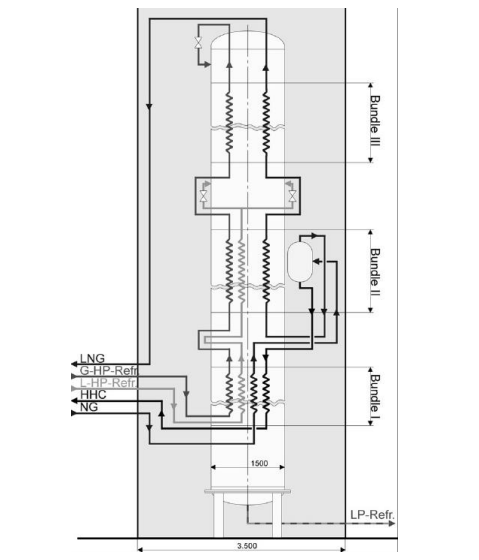 Bundle III
Bundle II
LNG
G-HP-Refr.
L-HP-Refr.
HHC
NG
Bundle I
1500
LP-Refr.
3.500